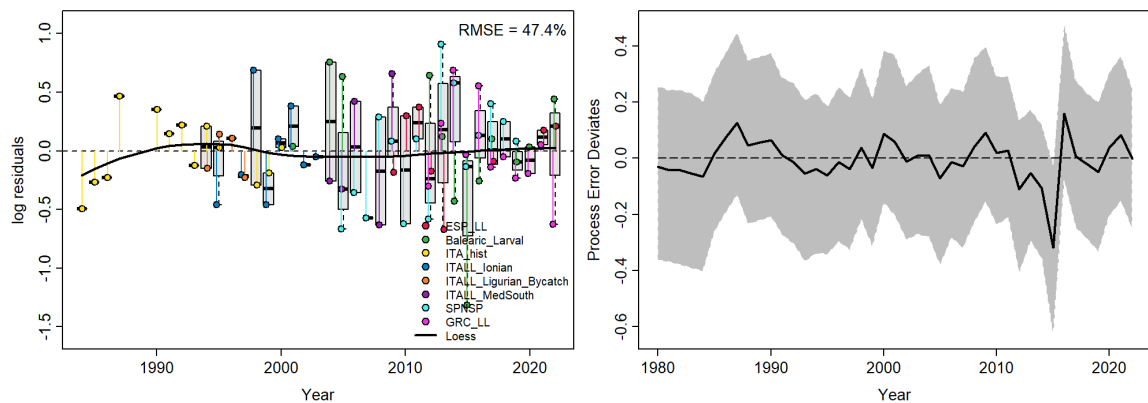 RMSE = 47.4%
log residuals
1.0
0.5
0.0
-0.5
-1.0
-1.5
ESP_LL
Balearic_Larval
ITA_hist
ITALL_Ionian
ITALL_Ligurian_Bycatch
ITALL_MedSouth
SPNSP
GRC_LL
Loess
1990 2000 2010 2020
Year
Process Error Deviates
0.4
0.2
0.0
-0.2
-0.4
-0.6
1980 1990 2000 2010 2020
Year